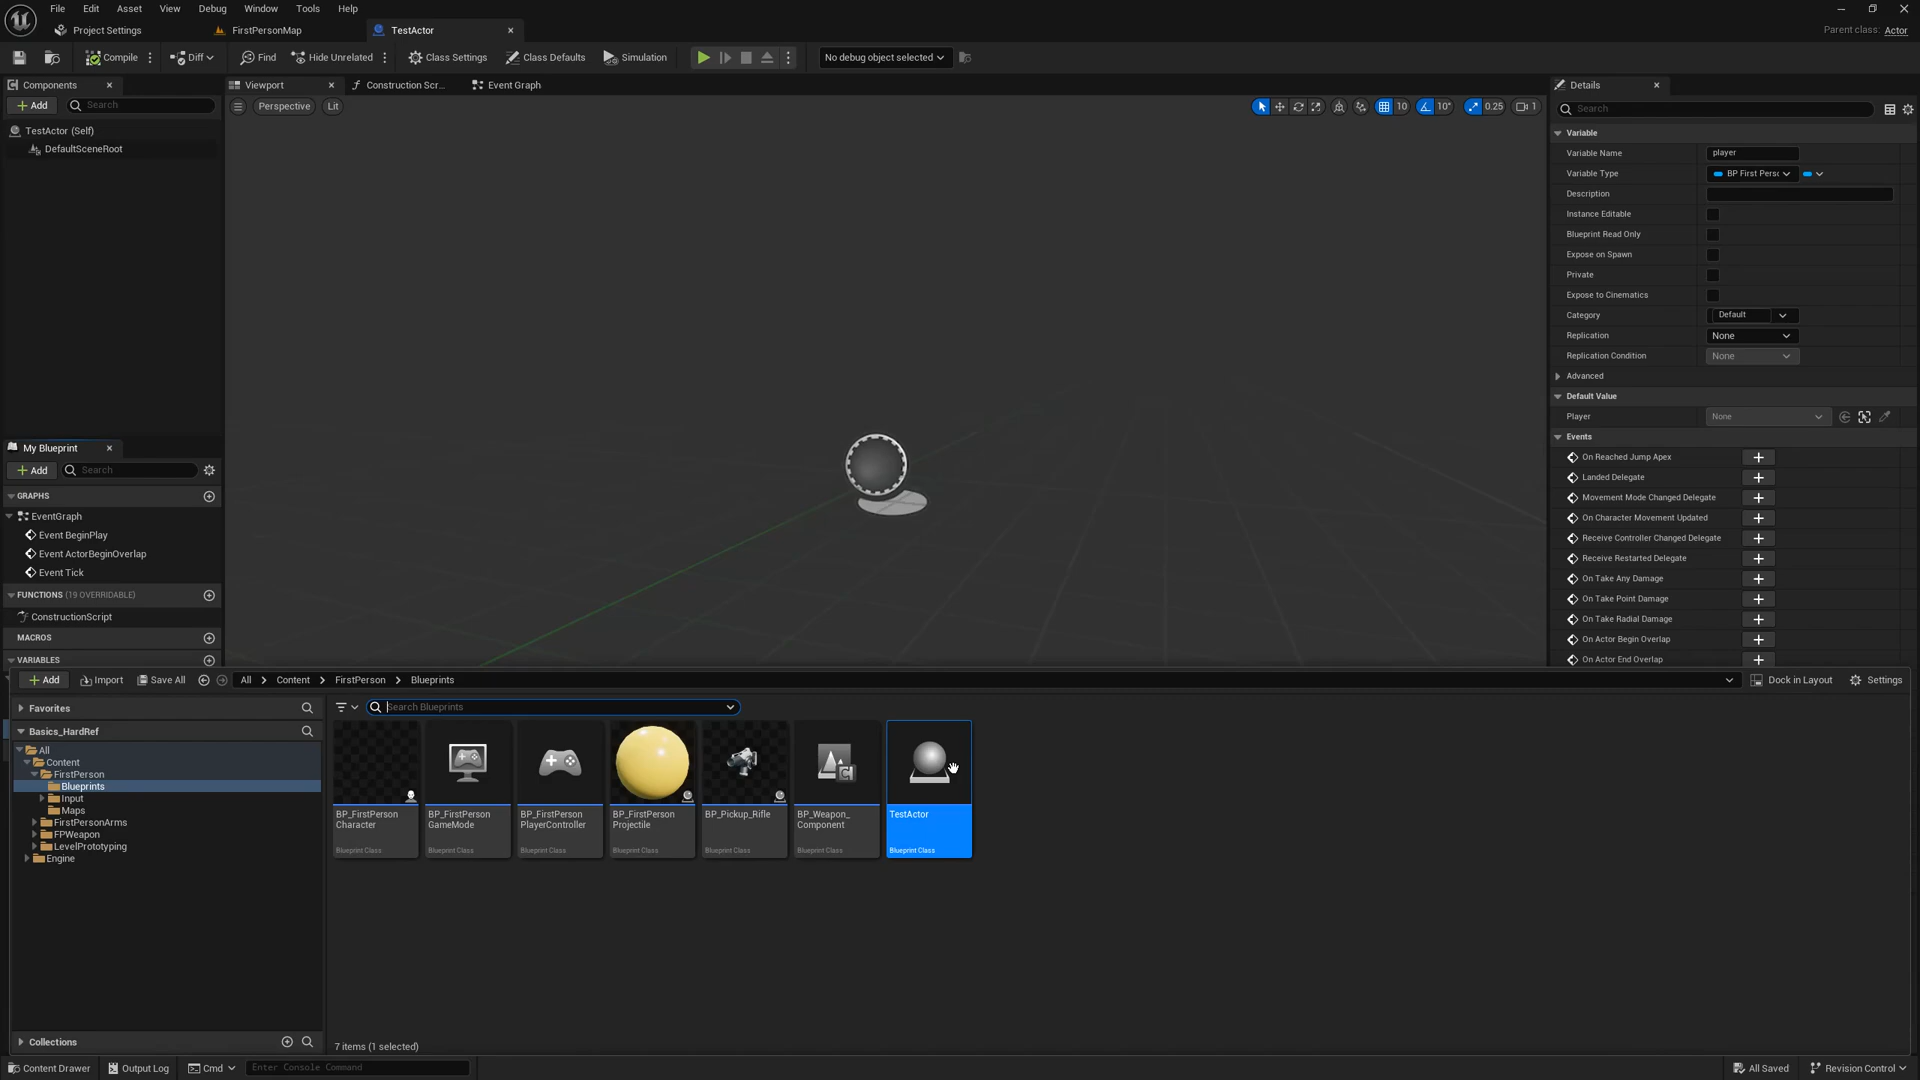 File Edit Asset View Debug Window Tools Help
Project Settings FirstPersonMap TestActor Parent class: Actor
Compile Diff Find Hide Unrelated Class Settings Class Defaults Simulation No debug object selected
Components Viewport Construction Scr... Event Graph Details
Add Search Perspective Lit 10 10° 0.25 1 Search
TestActor (Self)
DefaultSceneRoot
Variable
Variable Name player
Variable Type BP First Perso
Description
Instance Editable
Blueprint Read Only
Expose on Spawn
Private
Expose to Cinematics
Category Default
Replication None
Replication Condition None
Advanced
Default Value
Player None
Events
On Reached Jump Apex
Landed Delegate
Movement Mode Changed Delegate
On Character Movement Updated
Receive Controller Changed Delegate
Receive Restarted Delegate
On Take Any Damage
On Take Point Damage
On Take Radial Damage
On Actor Begin Overlap
On Actor End Overlap
My Blueprint
Add Search
GRAPHS
EventGraph
Event BeginPlay
Event ActorBeginOverlap
Event Tick
FUNCTIONS (19 OVERRIDABLE)
ConstructionScript
MACROS
VARIABLES
Add Import Save All All Content FirstPerson Blueprints Dock in Layout Settings
Favorites
Search Blueprints
Basics_HardRef
All
Content
FirstPerson
Blueprints
Input
Maps
FirstPersonArms
FPWeapon
LevelPrototyping
Engine
BP_FirstPerson
Character
Blueprint Class
BP_FirstPerson
GameMode
Blueprint Class
BP_FirstPerson
PlayerController
Blueprint Class
BP_FirstPerson
Projectile
Blueprint Class
BP_Pickup_Rifle
Blueprint Class
BP_Weapon_
Component
Blueprint Class
TestActor
Blueprint Class
Collections
7 items (1 selected)
Content Drawer Output Log Cmd Enter Console Command All Saved Revision Control